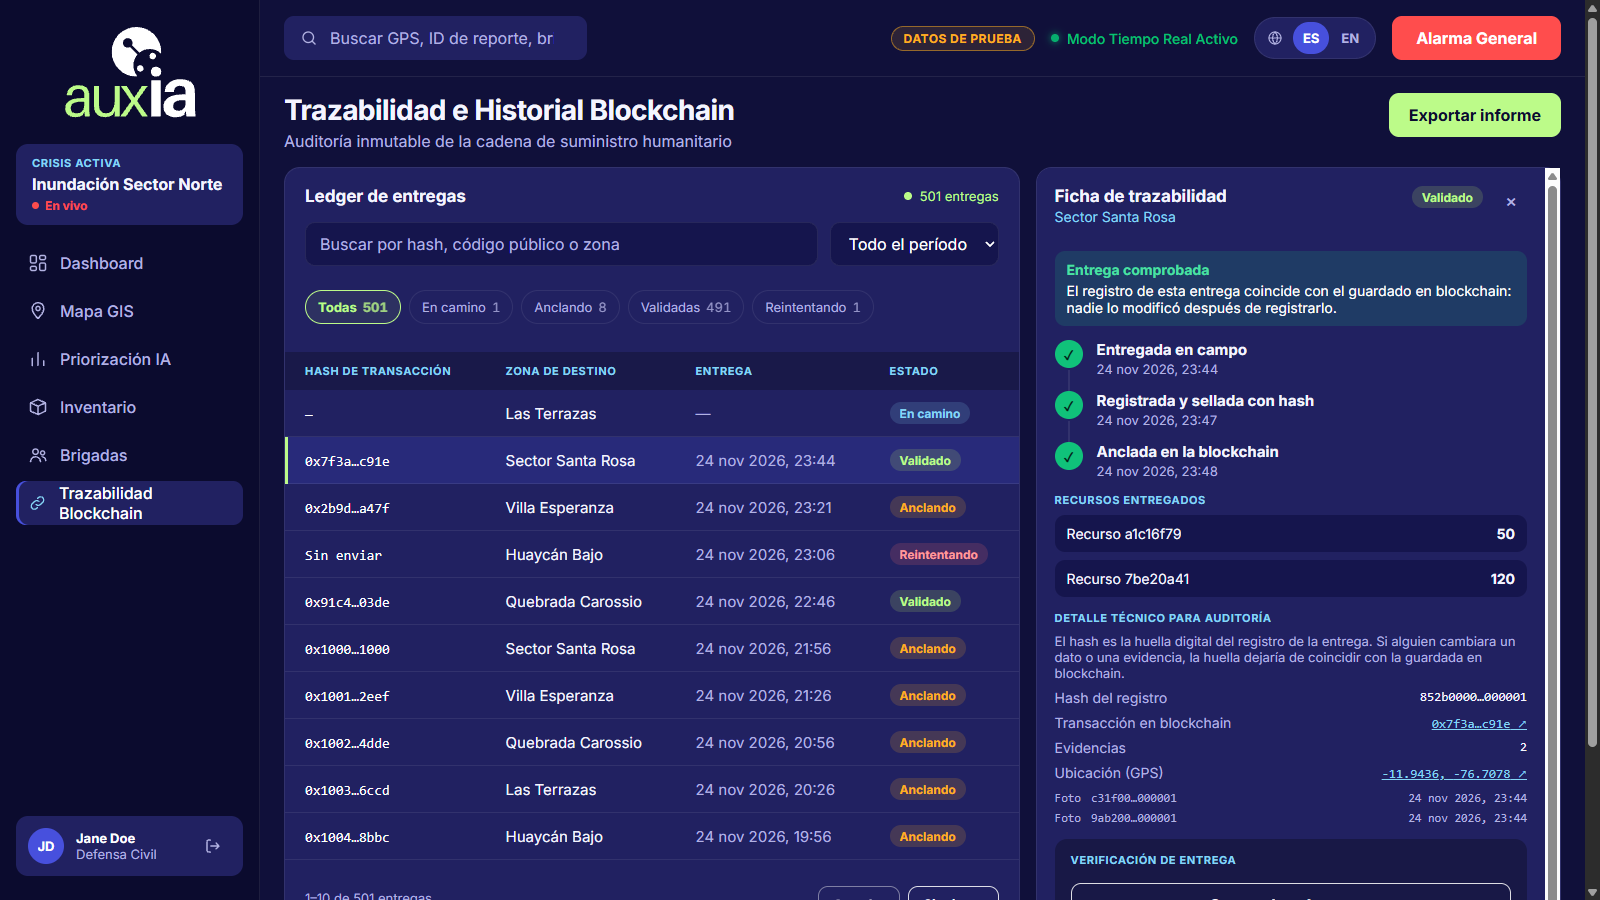 auxia
CRISIS ACTIVA
Inundación Sector Norte
En vivo
Dashboard
Mapa GIS
Priorización IA
Inventario
Brigadas
Trazabilidad
Blockchain
JD
Jane Doe
Defensa Civil
Buscar GPS, ID de reporte, br
DATOS DE PRUEBA
Modo Tiempo Real Activo
ES
EN
Alarma General
Trazabilidad e Historial Blockchain
Auditoría inmutable de la cadena de suministro humanitario
Exportar informe
Ledger de entregas
501 entregas
Buscar por hash, código público o zona
Todo el período
Todas 501
En camino 1
Anclando 8
Validadas 491
Reintentando 1
HASH DE TRANSACCIÓN ZONA DE DESTINO ENTREGA ESTADO
— Las Terrazas — En camino
0x7f3a…c91e Sector Santa Rosa 24 nov 2026, 23:44 Validado
0x2b9d…a47f Villa Esperanza 24 nov 2026, 23:21 Anclando
Sin enviar Huaycán Bajo 24 nov 2026, 23:06 Reintentando
0x91c4…03de Quebrada Carossio 24 nov 2026, 22:46 Validado
0x1000…1000 Sector Santa Rosa 24 nov 2026, 21:56 Anclando
0x1001…2eef Villa Esperanza 24 nov 2026, 21:26 Anclando
0x1002…4dde Quebrada Carossio 24 nov 2026, 20:56 Anclando
0x1003…6ccd Las Terrazas 24 nov 2026, 20:26 Anclando
0x1004…8bbc Huaycán Bajo 24 nov 2026, 19:56 Anclando
1–10 de 501 entregas
Ficha de trazabilidad
Validado
×
Sector Santa Rosa
Entrega comprobada
El registro de esta entrega coincide con el guardado en blockchain:
nadie lo modificó después de registrarlo.
Entregada en campo
24 nov 2026, 23:44
Registrada y sellada con hash
24 nov 2026, 23:47
Anclada en la blockchain
24 nov 2026, 23:48
RECURSOS ENTREGADOS
Recurso a1c16f79 50
Recurso 7be20a41 120
DETALLE TÉCNICO PARA AUDITORÍA
El hash es la huella digital del registro de la entrega. Si alguien cambiara un
dato o una evidencia, la huella dejaría de coincidir con la guardada en
blockchain.
Hash del registro 852b0000…000001
Transacción en blockchain 0x7f3a…c91e ↗
Evidencias 2
Ubicación (GPS) -11.9436, -76.7078 ↗
Foto c31f00…000001 24 nov 2026, 23:44
Foto 9ab200…000001 24 nov 2026, 23:44
VERIFICACIÓN DE ENTREGA